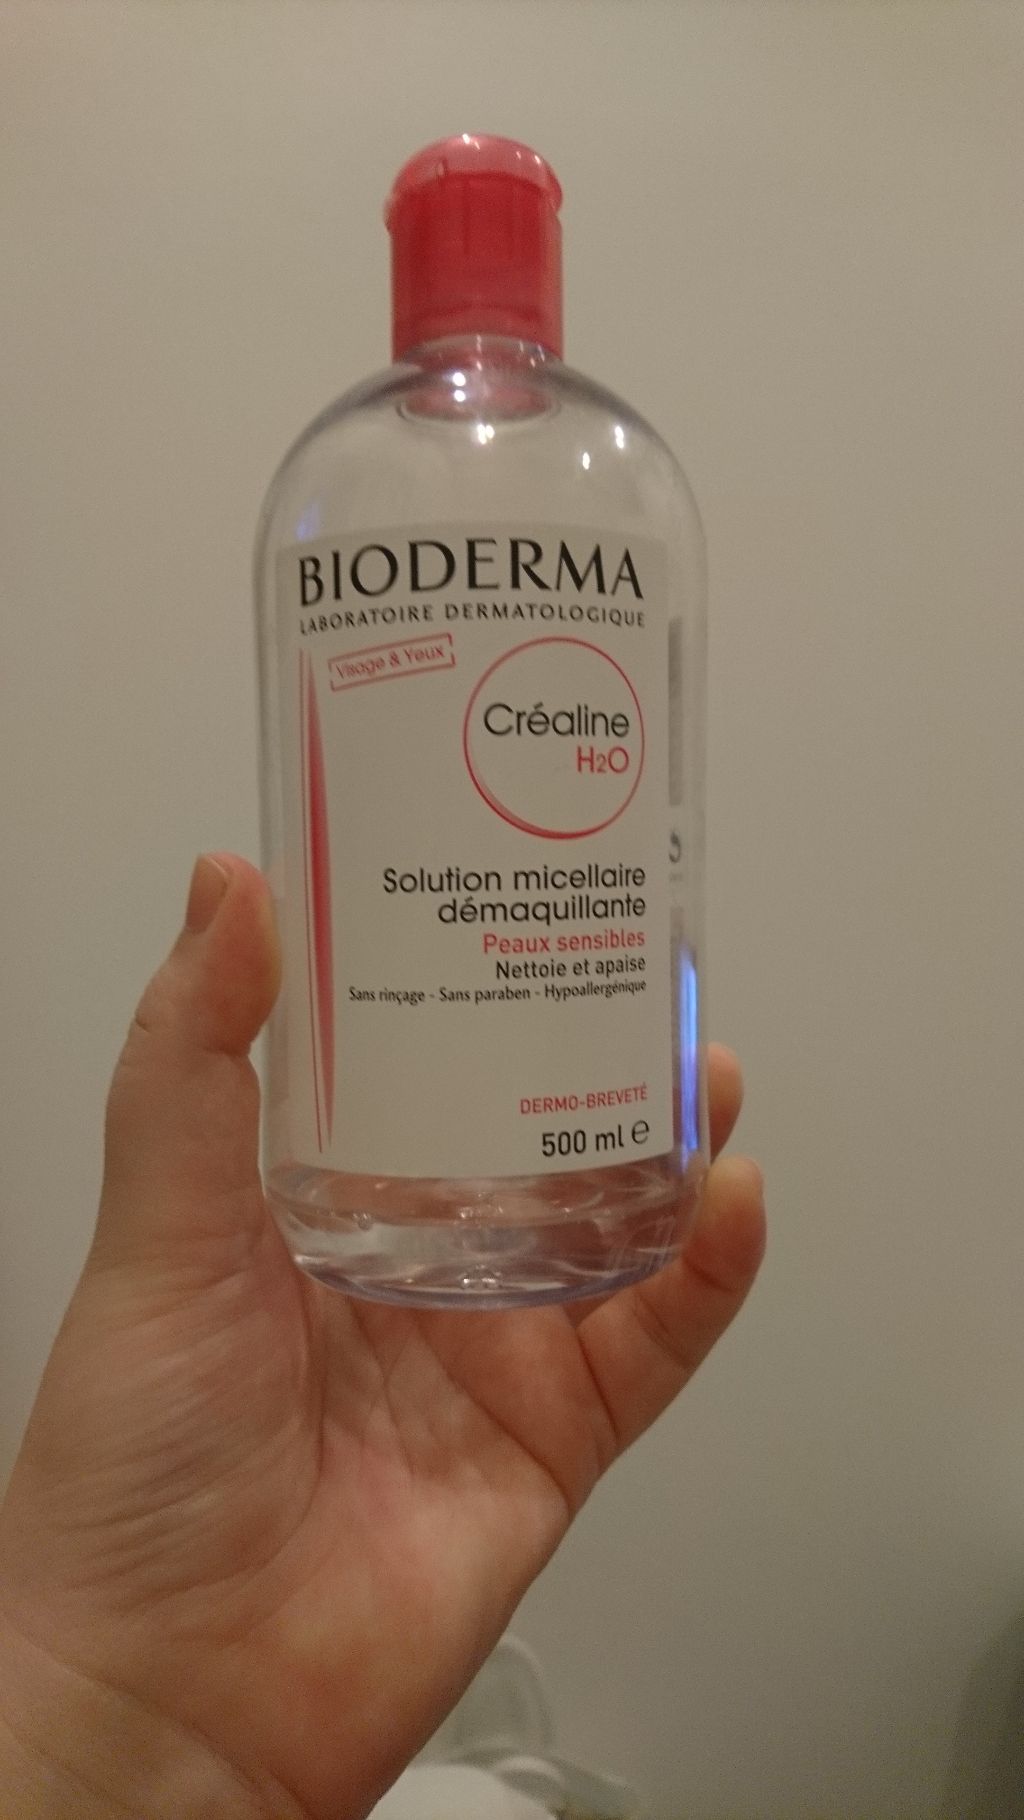 BIODERMA
LABORATOIRE DERMATOLOGIQUE
Visage & Yeux
Créaline
H2O
Solution micellaire
démaquillante
Peaux sensibles
Nettoie et apaise
Sans rinçage - Sans paraben - Hypoallergénique
DERMO-BREVETÉ
500 ml ℮